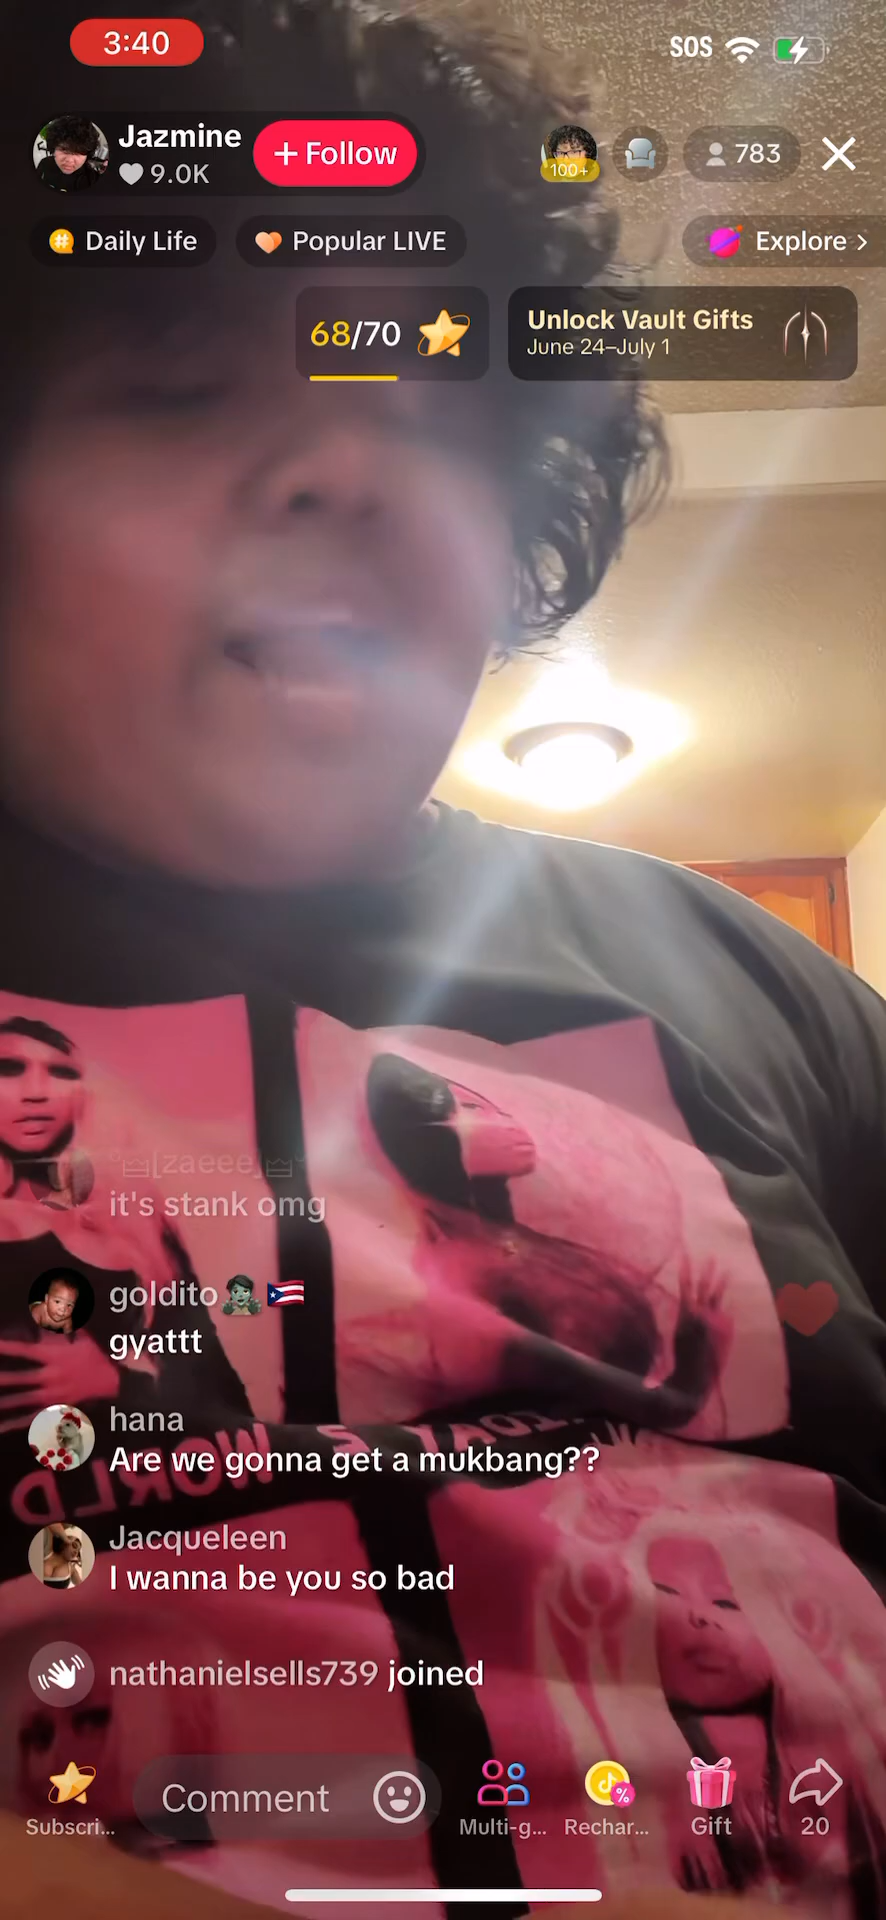 3:40
SOS
Jazmine
9.0K
+ Follow
100+
783
Daily Life
Popular LIVE
Explore >
68/70
Unlock Vault Gifts
June 24–July 1
[zaeee]
it's stank omg
goldito
gyattt
hana
Are we gonna get a mukbang??
WORLD
Jacqueleen
I wanna be you so bad
nathanielsells739 joined
Comment
Subscri...
Multi-g...
Rechar...
Gift
20